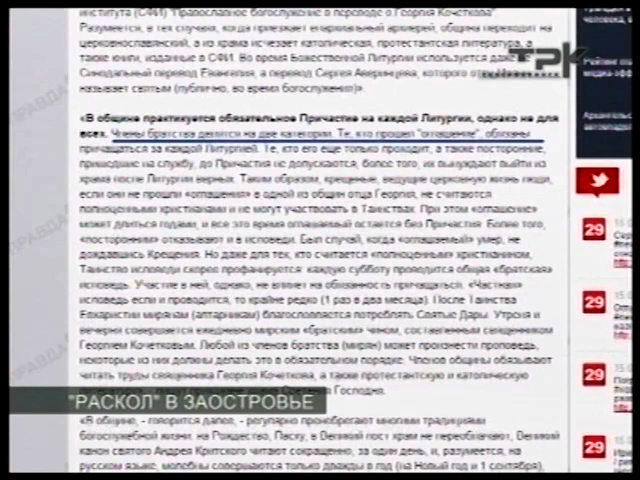 института (СФИ) "Православное богослужение в переводе о Георгия Кочеткова".
Разумеется, в тех случаях, когда приезжает епархиальный архиерей, община переходит на
церковнославянский, а из храма исчезает католическая, протестантская литература, а
также книги, изданные в СФИ. Во время Божественной Литургии используется даже
Синодальный перевод Евангелия, а перевод Сергея Аверинцева, которого
называет святым (публично, во время богослужения)».
«В общине практикуется обязательное Причастие на каждой Литургии, однако не для
всех. Члены братства делится на две категории. Те, кто прошел "оглашение", обязаны
причащаться за каждой Литургией. Те, кто его еще только проходит, а также посторонние,
пришедшие на службу, до Причастия не допускаются, более того, их вынуждают выйти из
храма после Литургии верных. Таким образом, крещеные, ведущие церковную жизнь люди,
если они не прошли «оглашения» в одной из общин отца Георгия, не считаются
полноценными христианами и не могут участвовать в Таинствах. При этом «оглашение»
может длиться годами, и все это время оглашаемый остается без Причастия. Более того,
«посторонним» отказывают и в исповеди. Был случай, когда «оглашаемый» умер, не
дождавшись Крещения. Но даже для тех, кто считается «полноценным» христианином,
Таинство исповеди скорее профанируется: каждую субботу проводится общая «братская»
исповедь. Участие в ней, однако, не влияет на обязанность причащаться. «Частная»
исповедь если и проводится, то крайне редко (1 раз в два месяца). После Таинства
Евхаристии мирянам (алтарникам) благословляется потреблять Святые Дары. Утреня и
вечерня совершается ежедневно мирским «братским» чином, составленным священником
Георгием Кочетковым. Любой из членов братства (мирян) может произнести проповедь,
некоторые из них должны делать это в обязательном порядке. Членов общины обязывают
читать труды священника Георгия Кочеткова, а также протестантскую и католическую
Господня.
"РАСКОЛ" В ЗАОСТРОВЬЕ
«В общине, - говорится далее, - регулярно пренебрегают многими традициями
богослужебной жизни: на Рождество, Пасху, в Великий пост храм не переоблачают, Великий
канон святого Андрея Критского читают сокращенно, за один день, и, разумеется, на
русском языке, молебны совершаются только дважды в год (на Новый год и 1 сентября),
ТРК
человека, в
Рейтинг
медиа-эфф
Архангельс
автомобил
29
29
29
29